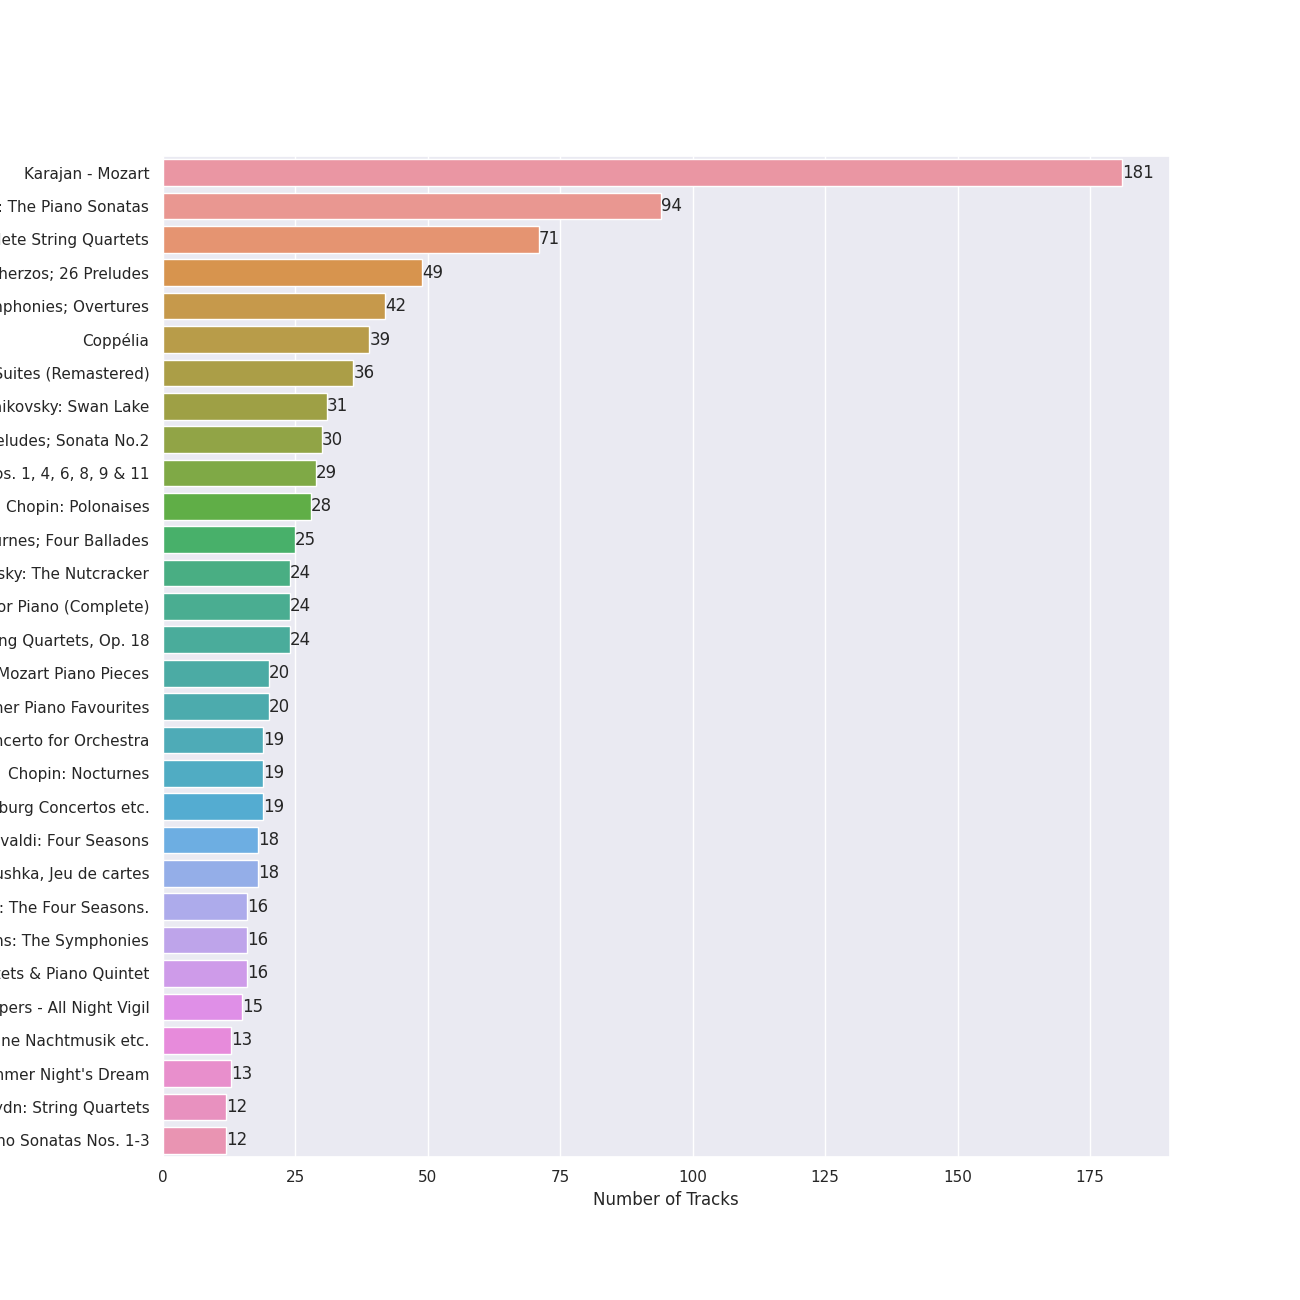 Karajan - Mozart 181
: The Piano Sonatas 94
ete String Quartets 71
herzos; 26 Preludes 49
phonies; Overtures 42
Coppélia 39
Suites (Remastered) 36
ikovsky: Swan Lake 31
eludes; Sonata No.2 30
os. 1, 4, 6, 8, 9 & 11 29
Chopin: Polonaises 28
rnes; Four Ballades 25
sky: The Nutcracker 24
or Piano (Complete) 24
ng Quartets, Op. 18 24
Mozart Piano Pieces 20
her Piano Favourites 20
ncerto for Orchestra 19
Chopin: Nocturnes 19
burg Concertos etc. 19
valdi: Four Seasons 18
ushka, Jeu de cartes 18
: The Four Seasons. 16
ns: The Symphonies 16
tets & Piano Quintet 16
pers - All Night Vigil 15
ine Nachtmusik etc. 13
mmer Night's Dream 13
ydn: String Quartets 12
no Sonatas Nos. 1-3 12
0 25 50 75 100 125 150 175
Number of Tracks